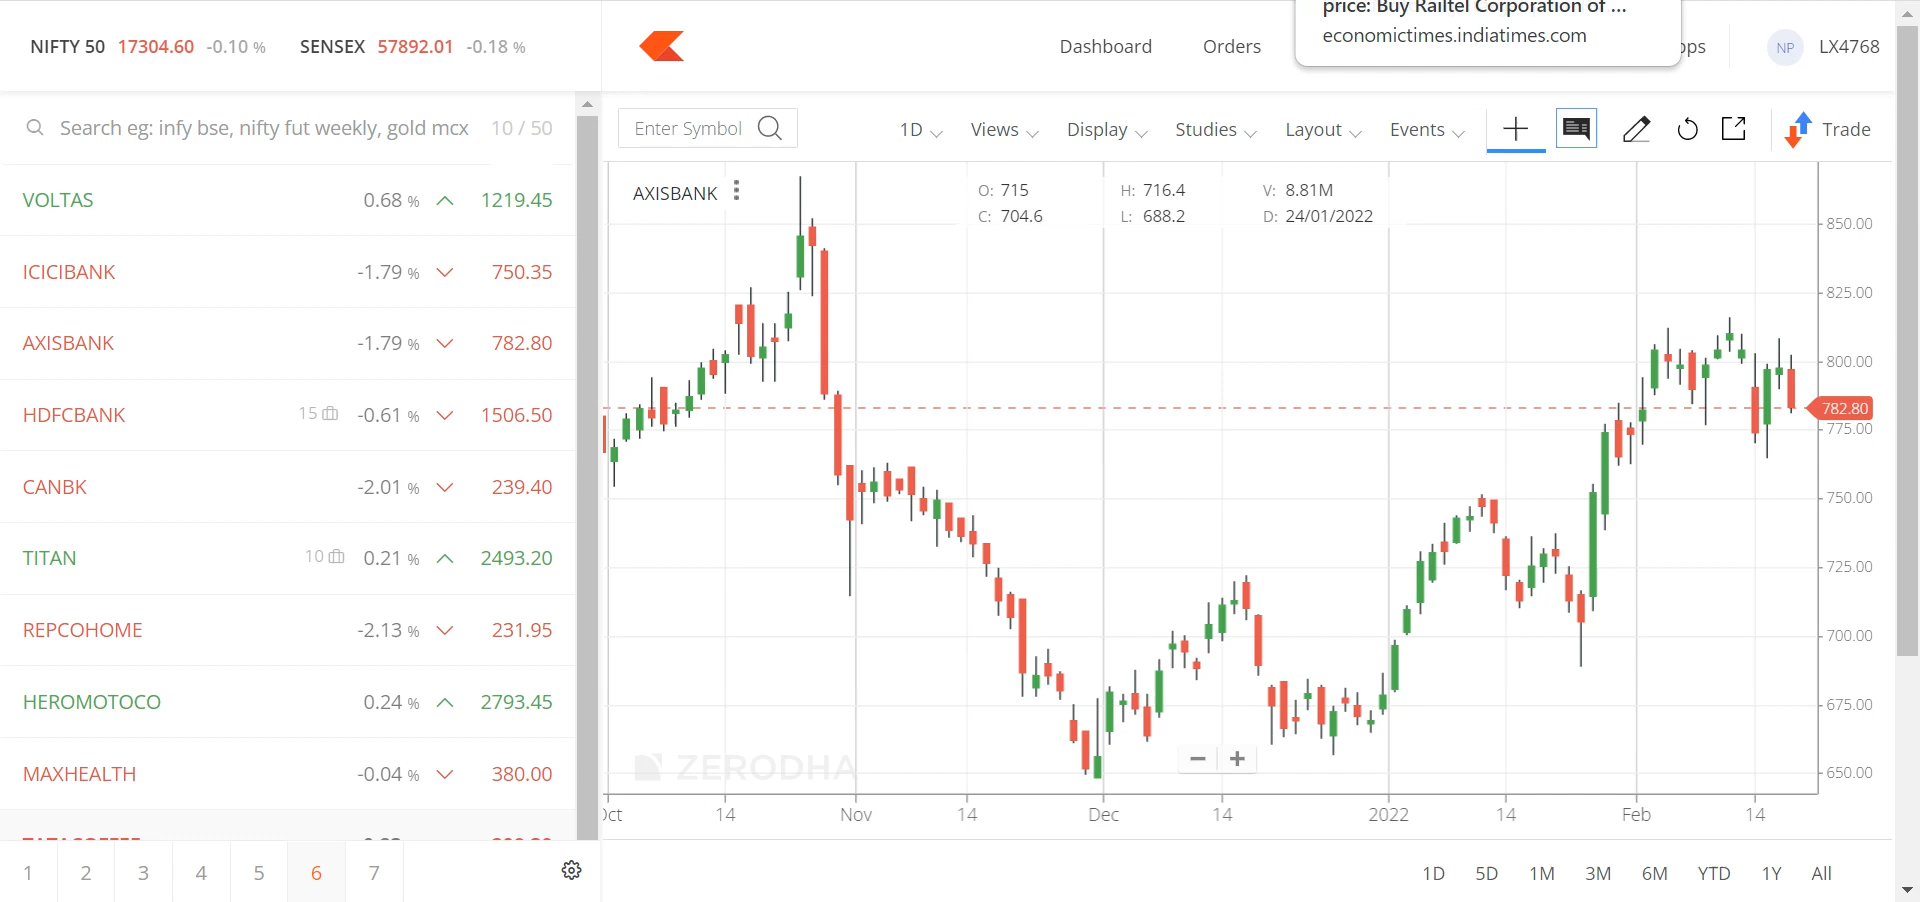 price: Buy Railtel Corporation of ...
economictimes.indiatimes.com
NIFTY 50 17304.60 -0.10 % SENSEX 57892.01 -0.18 %
Dashboard Orders
NP LX4768
Search eg: infy bse, nifty fut weekly, gold mcx 10 / 50
Enter Symbol 1D Views Display Studies Layout Events Trade
VOLTAS 0.68 % 1219.45
ICICIBANK -1.79 % 750.35
AXISBANK -1.79 % 782.80
HDFCBANK 15 -0.61 % 1506.50
CANBK -2.01 % 239.40
TITAN 10 0.21 % 2493.20
REPCOHOME -2.13 % 231.95
HEROMOTOCO 0.24 % 2793.45
MAXHEALTH -0.04 % 380.00
1 2 3 4 5 6 7
AXISBANK
O: 715 H: 716.4 V: 8.81M
C: 704.6 L: 688.2 D: 24/01/2022
850.00
825.00
800.00
782.80
775.00
750.00
725.00
700.00
675.00
650.00
ZERODHA
14 Nov 14 Dec 14 2022 14 Feb 14
1D 5D 1M 3M 6M YTD 1Y All